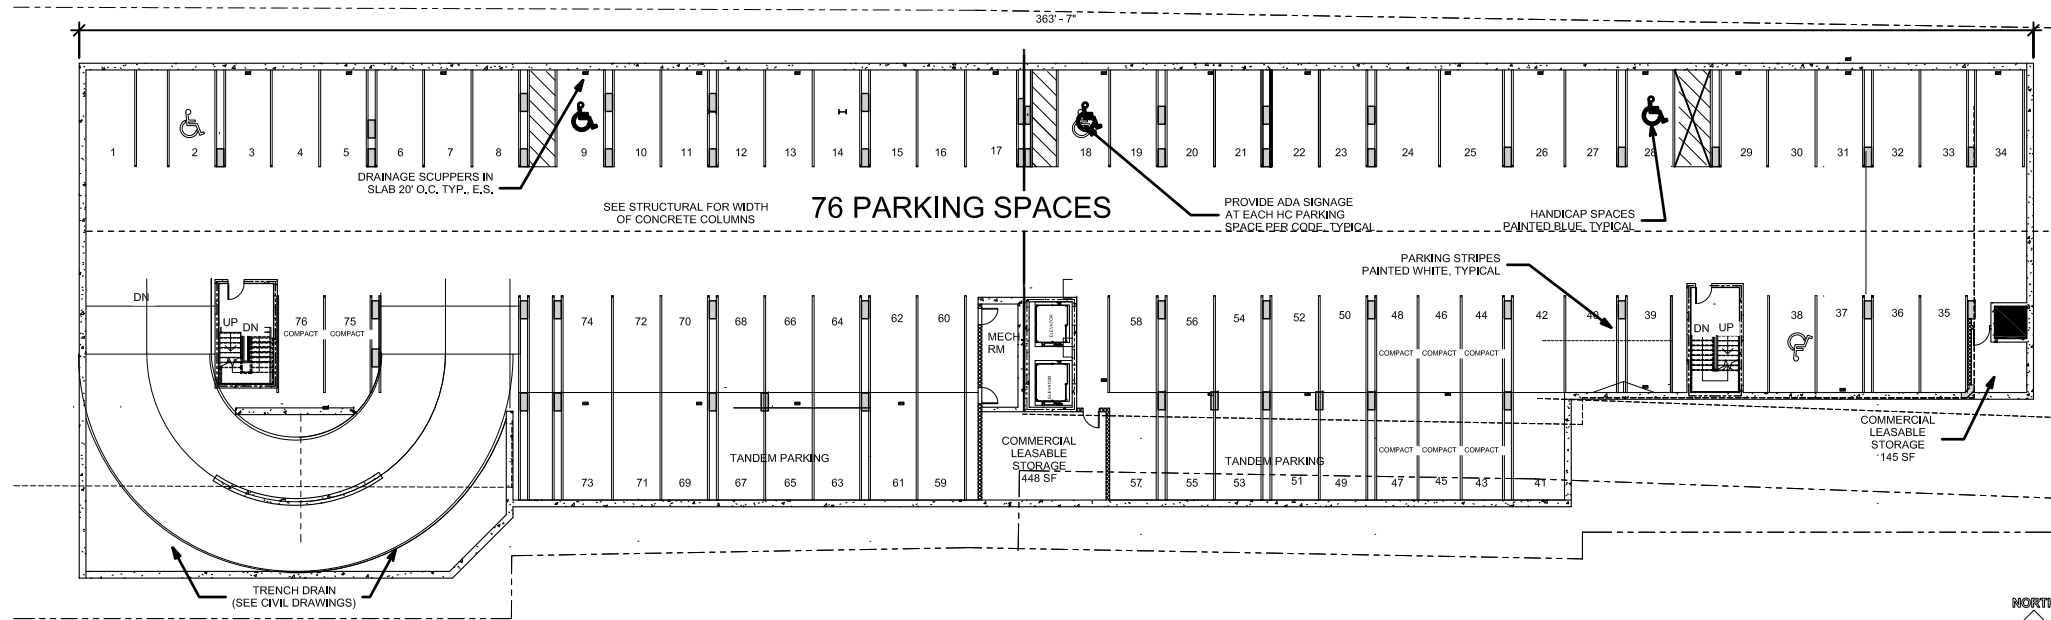 363' - 7"
1 2 3 4 5 6 7 8 9 10 11 12 13 14 15 16 17 18 19 20 21 22 23 24 25 26 27 28 29 30 31 32 33 34
DRAINAGE SCUPPERS IN
SLAB 20' O.C. TYP., E.S.
SEE STRUCTURAL FOR WIDTH
OF CONCRETE COLUMNS
76 PARKING SPACES
PROVIDE ADA SIGNAGE
AT EACH HC PARKING
SPACE PER CODE, TYPICAL
HANDICAP SPACES
PAINTED BLUE, TYPICAL
PARKING STRIPES
PAINTED WHITE, TYPICAL
DN
UP
DN
76 75
COMPACT COMPACT
74 72 70 68 66 64 62 60
MECH.
RM
ELEVATOR
ELEVATOR
58 56 54 52 50 48 46 44 42 40 39
COMPACT COMPACT COMPACT
DN UP
38 37 36 35
COMMERCIAL
LEASABLE
STORAGE
448 SF
TANDEM PARKING
73 71 69 67 65 63 61 59
COMPACT COMPACT COMPACT
TANDEM PARKING
57 55 53 51 49 47 45 43 41
COMMERCIAL
LEASABLE
STORAGE
145 SF
TRENCH DRAIN
(SEE CIVIL DRAWINGS)
NORTH